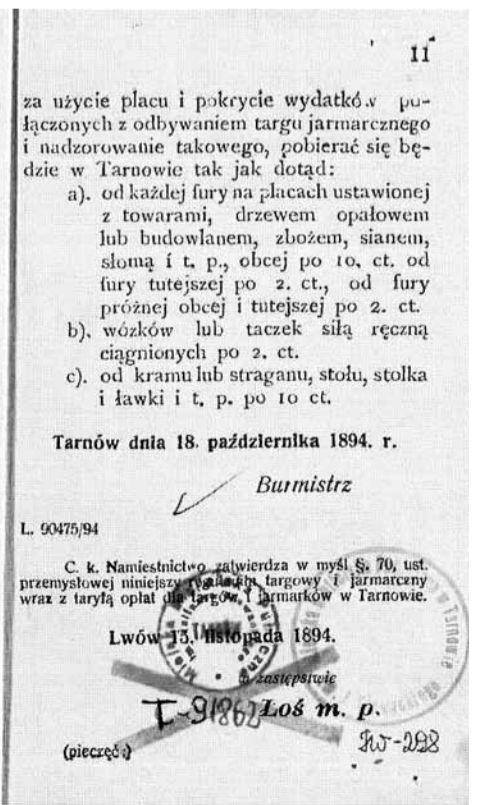 11
za użycie placu i pokrycie wydatków po-
łączonych z odbywaniem targu jarmarcznego
i nadzorowanie takowego, pobierać się bę-
dzie w Tarnowie tak jak dotąd:
a). od każdej fury na placach ustawionej
z towarami, drzewem opałowem
lub budowlanem, zbożem, sianem,
słomą i t. p., obcej po 10. ct. od
fury tutejszej po 2. ct., od fury
próżnej obcej i tutejszej po 2. ct.
b). wózków lub taczek siłą ręczną
ciągnionych po 2. ct.
c). od kramu lub straganu, stołu, stolka
i ławki i t. p. po 10 ct.
Tarnów dnia 18. października 1894. r.
Burmistrz
L. 90475/94
C. k. Namiestnictwo zatwierdza w myśl §. 70, ust.
przemysłowej niniejszy regulamin targowy i jarmarczny
wraz z taryfą opłat dla targów i jarmarków w Tarnowie.
Lwów 13. listopada 1894.
w zastępstwie
Łoś m. p.
T-91862
(pieczęć:)